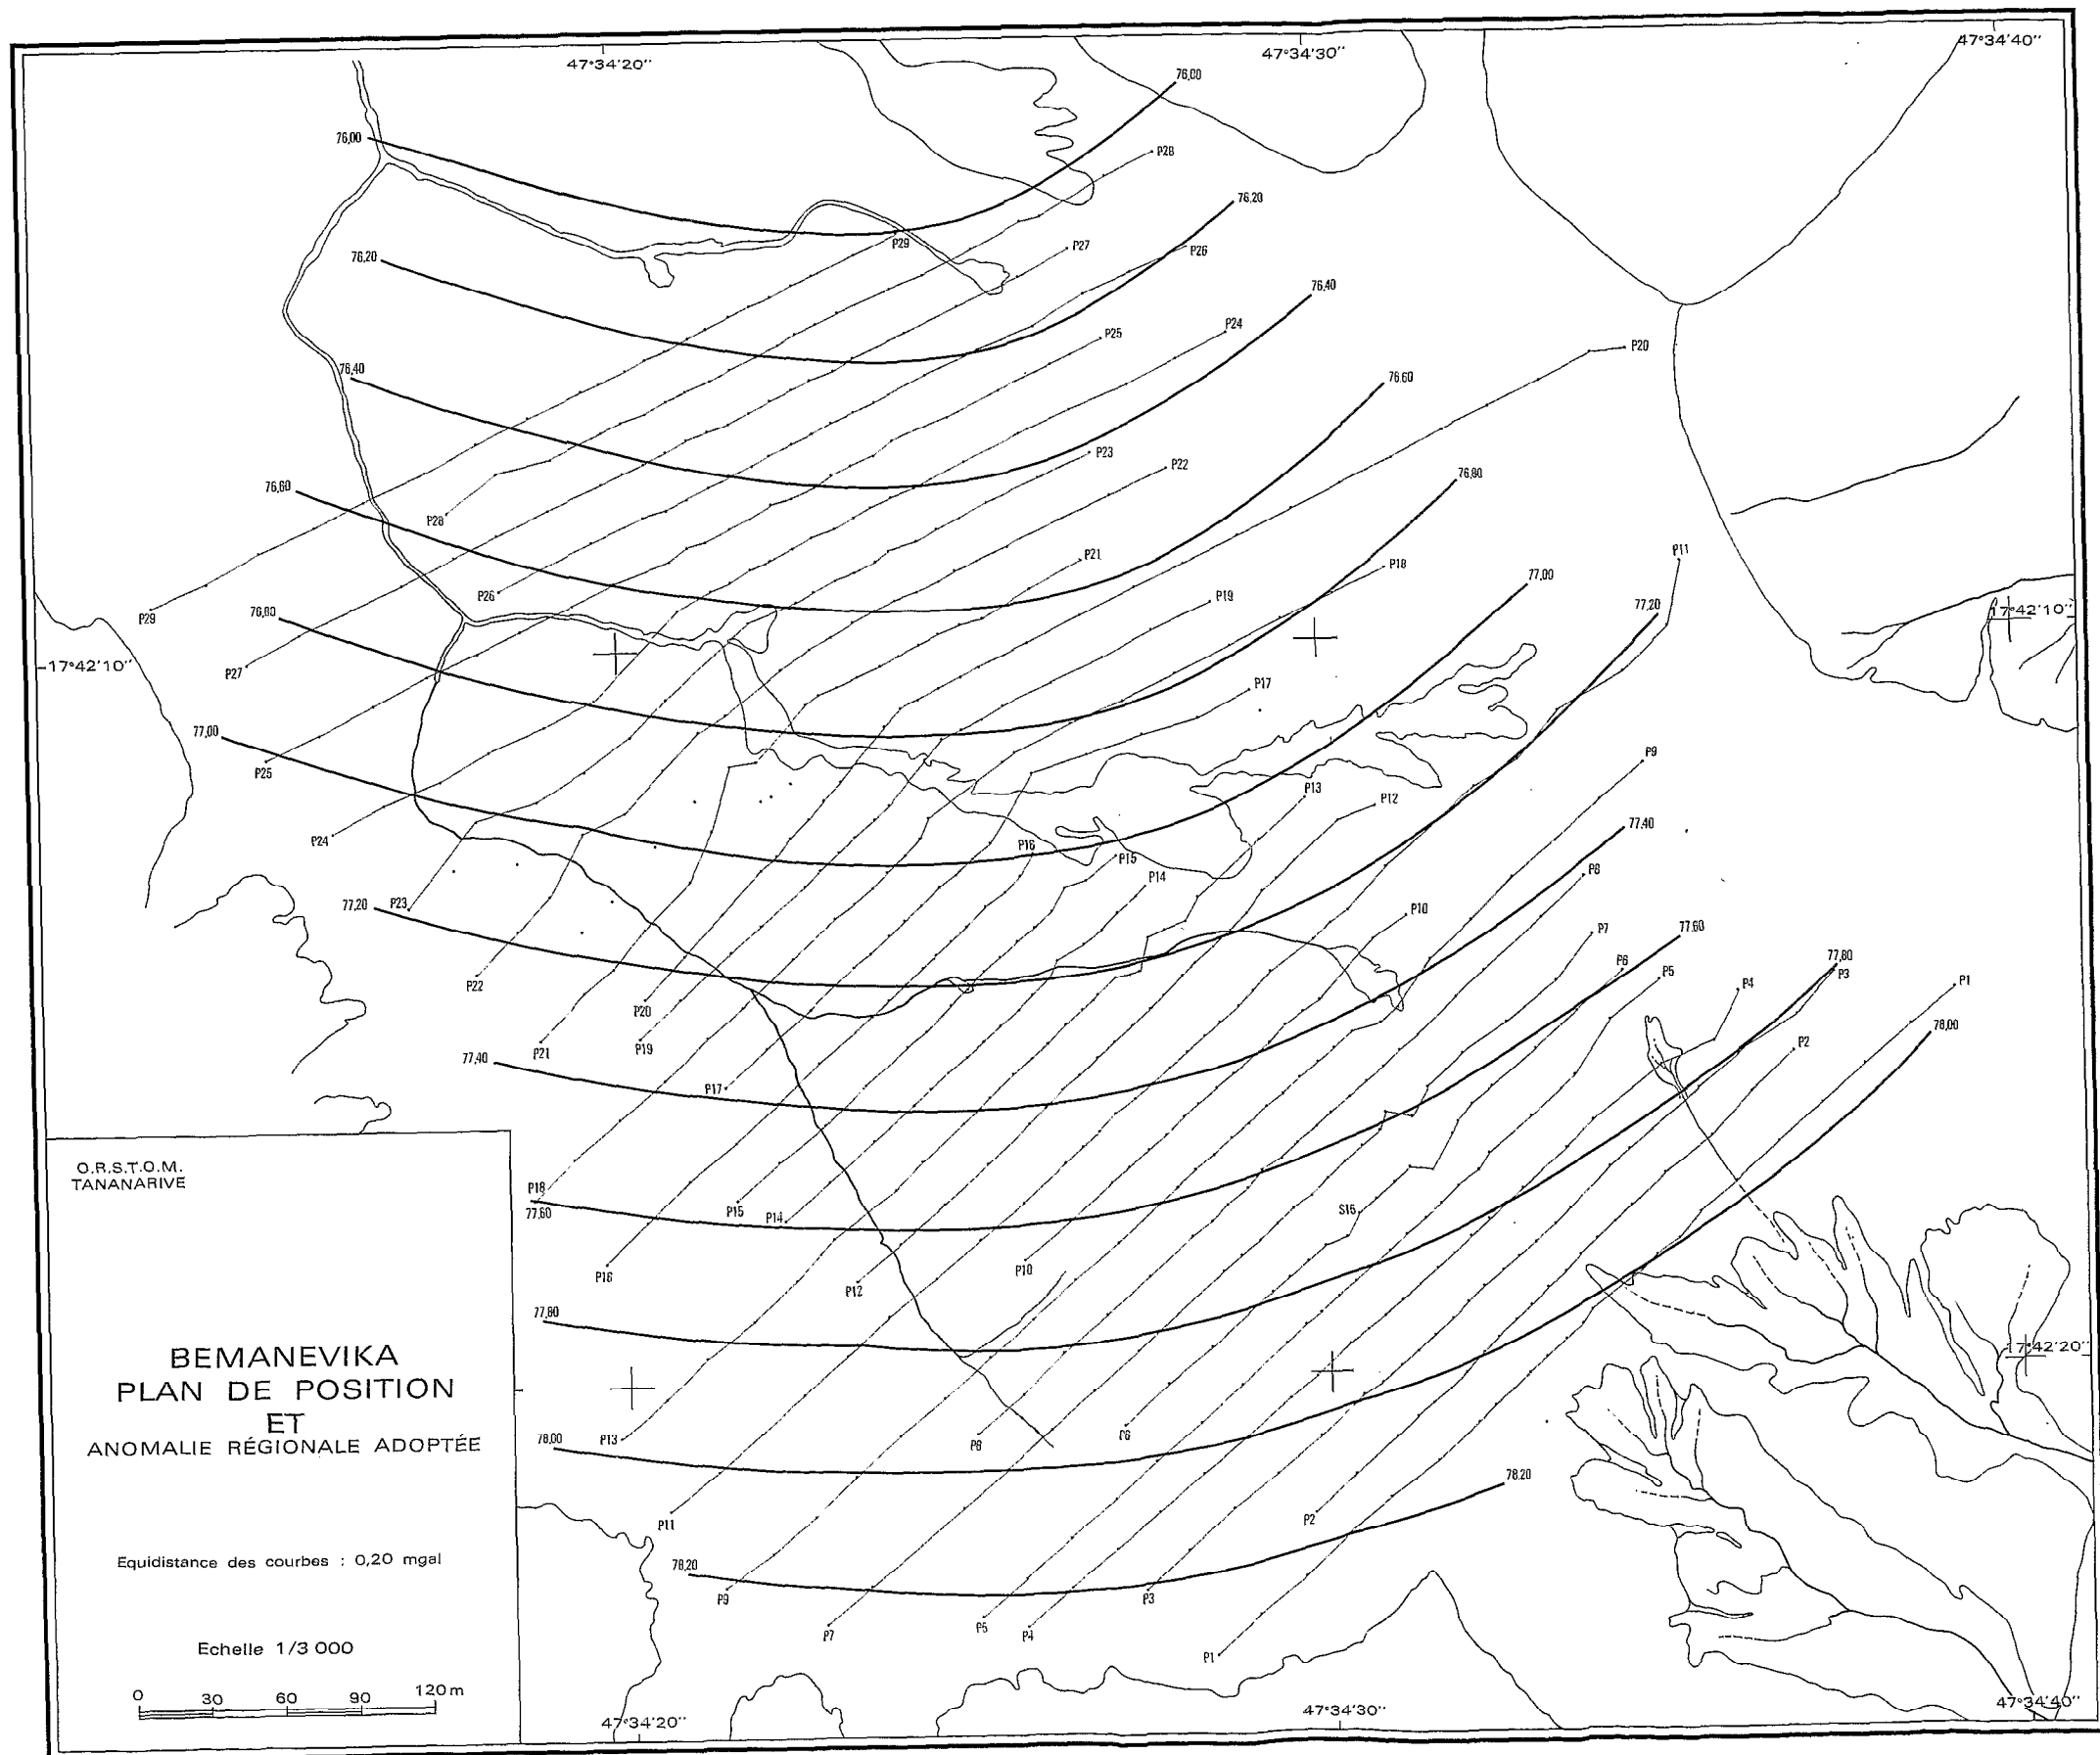 47°34'20"
47°34'30"
47°34'40"
76,00
76,00
P28
76,20
P29
P27
P26
76,20
76,40
P24
P25
P20
76,40
76,60
P23
P22
76,80
76,60
P28
P21
P18
P11
77,00
P26
P19
77,20
76,80
P29
17°42'10"
17°42'10"
P27
P17
77,00
P9
P25
P13
P12
77,40
P24
P16
P15
P8
P14
77,20
P23
P10
P7
77,60
77,80
P6
P5
P3
P4
P1
P22
P20
78,00
P2
P21
P19
77,40
P17
O.R.S.T.O.M.
TANANARIVE
P18
77,60
P15
P14
S16
P16
P10
P12
77,80
17°42'20"
BEMANEVIKA
PLAN DE POSITION
ET
ANOMALIE RÉGIONALE ADOPTÉE
78,00
P13
P8
P6
78,20
P11
P2
Equidistance des courbes : 0,20 mgal
78,20
P9
P3
P7
P5
P4
P1
Echelle 1/3 000
0 30 60 90 120 m
47°34'20"
47°34'30"
47°34'40"